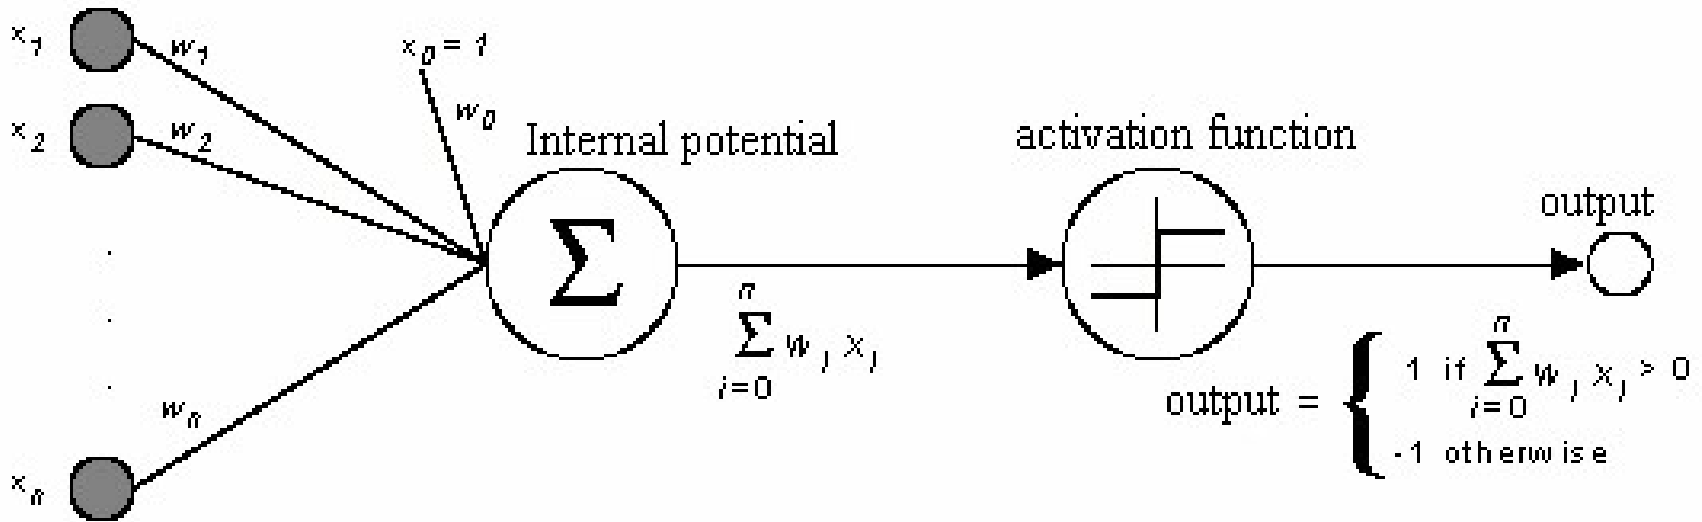 x1
w1
x0 = 1
w0
x2
w2
Internal potential
activation function
output
n
∑ wi xi
i=0
output = { 1 if ∑ wi xi > 0
n
i=0
-1 otherwise
wn
xn